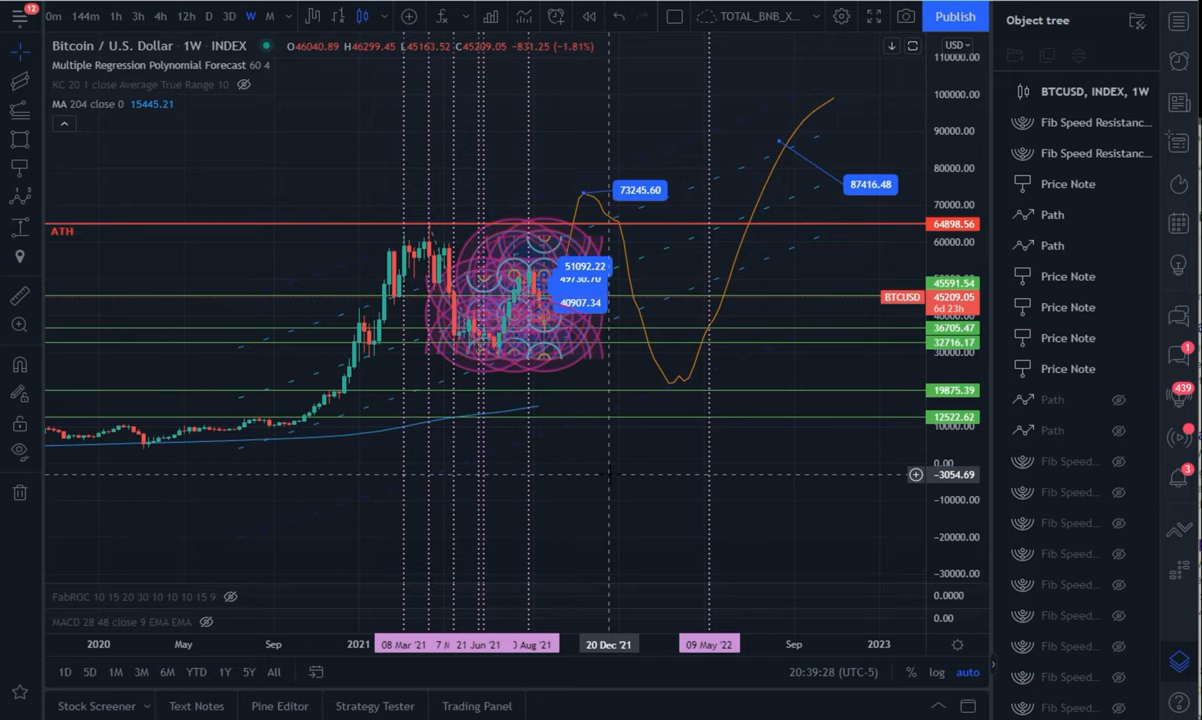 12
0m 144m 1h 3h 4h 12h D 3D W M
TOTAL_BNB_X...
Publish
Object tree
Bitcoin / U.S. Dollar · 1W · INDEX
O46040.89 H46299.45 L45163.52 C45209.05 −831.25 (−1.81%)
USD
Multiple Regression Polynomial Forecast 60 4
KC 20 1 close Average True Range 10
MA 204 close 0 15445.21
110000.00
100000.00
90000.00
80000.00
70000.00
64898.56
60000.00
45591.54
BTCUSD 45209.05
6d 23h
36705.47
32716.17
30000.00
19875.39
12522.62
10000.00
0.00
−3054.69
−10000.00
−20000.00
−30000.00
0.0000
0.00
ATH
73245.60
87416.48
51092.22
49730.70
40907.34
FabROC 10 15 20 30 10 10 10 15 9
MACD 28 48 close 9 EMA EMA
2020 May Sep 2021 08 Mar '21 21 Jun '21 Aug '21 20 Dec '21 09 May '22 Sep 2023
1D 5D 1M 3M 6M YTD 1Y 5Y All
20:39:28 (UTC-5) % log auto
Stock Screener Text Notes Pine Editor Strategy Tester Trading Panel
BTCUSD, INDEX, 1W
Fib Speed Resistanc...
Fib Speed Resistanc...
Price Note
Path
Path
Price Note
Price Note
Price Note
Price Note
Path
Path
Fib Speed...
Fib Speed...
Fib Speed...
Fib Speed...
Fib Speed...
Fib Speed...
Fib Speed...
Fib Speed...
Fib Speed...
1
439
3